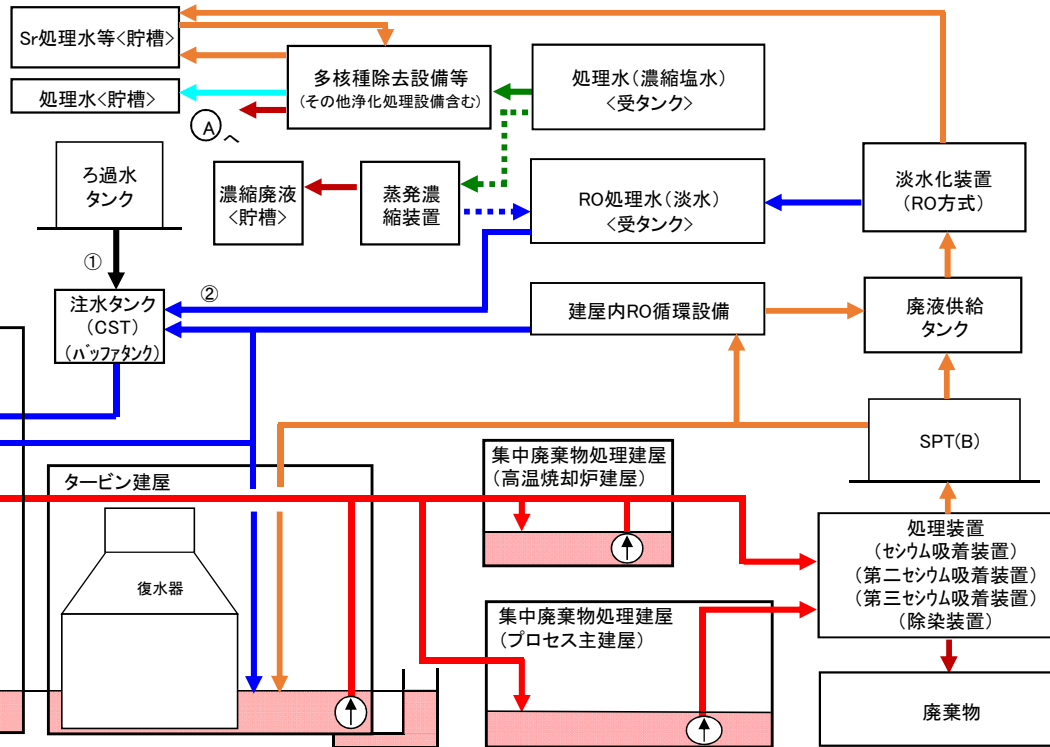 Sr処理水等<貯槽>
処理水<貯槽>
多核種除去設備等
(その他浄化処理設備含む)
処理水(濃縮塩水)
<受タンク>
A へ
ろ過水
タンク
濃縮廃液
<貯槽>
蒸発濃
縮装置
RO処理水(淡水)
<受タンク>
淡水化装置
(RO方式)
①
②
注水タンク
(CST)
(バッファタンク)
建屋内RO循環設備
廃液供給
タンク
SPT(B)
タービン建屋
復水器
集中廃棄物処理建屋
(高温焼却炉建屋)
集中廃棄物処理建屋
(プロセス主建屋)
処理装置
(セシウム吸着装置)
(第二セシウム吸着装置)
(第三セシウム吸着装置)
(除染装置)
廃棄物